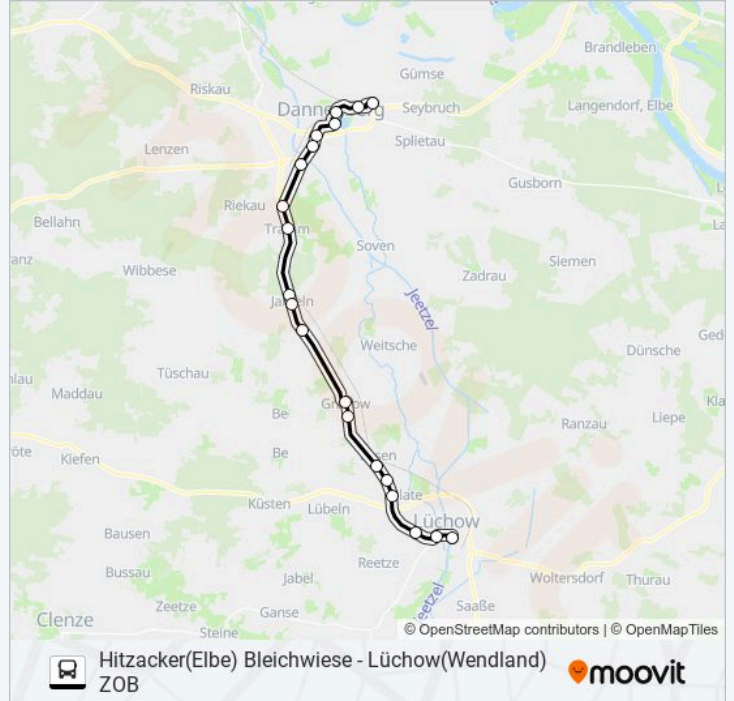 Brandleben
Gümse
Riskau
Seybruch
Langendorf, Elbe
Splietau
Lenzen
Gusborn
Riekau
Bellahn
Soven
Siemen
Wibbese
Zadrau
Jeetzel
Weitsche
Dünsche
Tüschau
Maddau
Be
Liepe
Ranzau
Be
Kiefen
Küsten
Lübeln
Lüchow
Bausen
Reetze
Bussau
Jabel
Woltersdorf
Thurau
Zeetze
Ganse
Saaße
Clenze
Steine
© OpenStreetMap contributors | © OpenMapTiles
Hitzacker(Elbe) Bleichwiese - Lüchow(Wendland)
ZOB
moovit